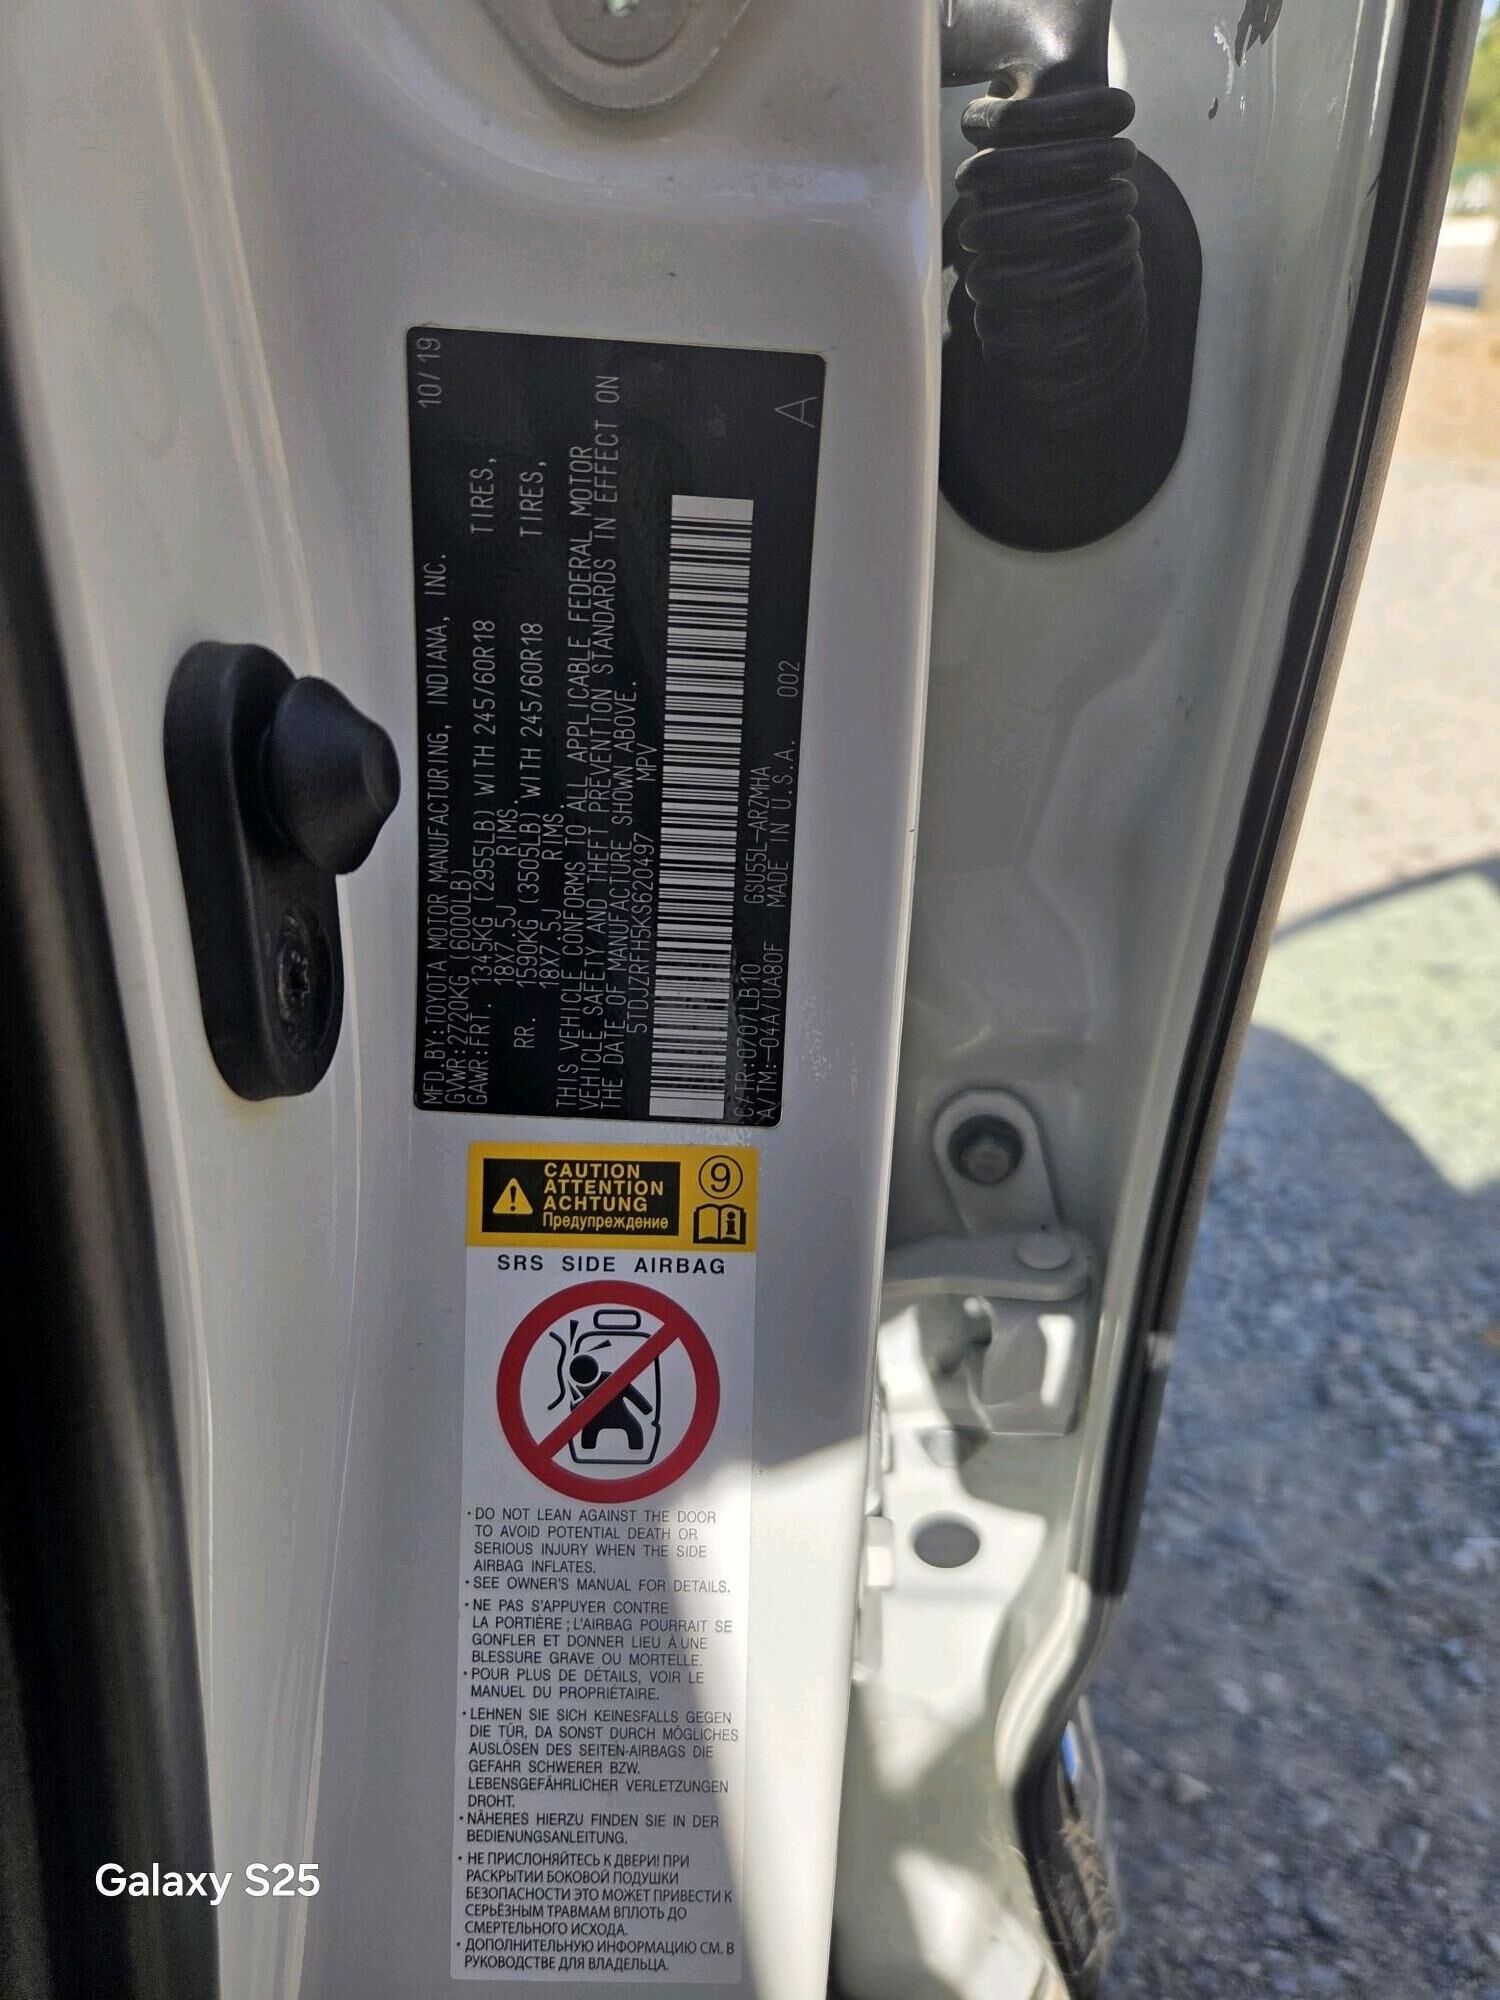 10/19
MFD.BY:TOYOTA MOTOR MANUFACTURING, INDIANA, INC.
GVWR:2720KG (6000LB)
GAWR:FRT. 1345KG (2955LB) WITH 245/60R18 TIRES,
18X7.5J RIMS.
RR. 1590KG (3505LB) WITH 245/60R18 TIRES,
18X7.5J RIMS.
THIS VEHICLE CONFORMS TO ALL APPLICABLE FEDERAL MOTOR
VEHICLE SAFETY AND THEFT PREVENTION STANDARDS IN EFFECT ON
THE DATE OF MANUFACTURE SHOWN ABOVE.
5TDJZRFH5KS620497 MPV
C/TR:0707/LB10 GSU55L-ARZMHA
A/TM:-04A/UA80F MADE IN U.S.A. 002
A
CAUTION
ATTENTION
ACHTUNG
Предупреждение
9
i
SRS SIDE AIRBAG
• DO NOT LEAN AGAINST THE DOOR
TO AVOID POTENTIAL DEATH OR
SERIOUS INJURY WHEN THE SIDE
AIRBAG INFLATES.
• SEE OWNER'S MANUAL FOR DETAILS.
• NE PAS S'APPUYER CONTRE
LA PORTIÈRE ; L'AIRBAG POURRAIT SE
GONFLER ET DONNER LIEU À UNE
BLESSURE GRAVE OU MORTELLE.
• POUR PLUS DE DÉTAILS, VOIR LE
MANUEL DU PROPRIÉTAIRE.
• LEHNEN SIE SICH KEINESFALLS GEGEN
DIE TÜR, DA SONST DURCH MÖGLICHES
AUSLÖSEN DES SEITEN-AIRBAGS DIE
GEFAHR SCHWERER BZW.
LEBENSGEFÄHRLICHER VERLETZUNGEN
DROHT.
• NÄHERES HIERZU FINDEN SIE IN DER
BEDIENUNGSANLEITUNG.
• НЕ ПРИСЛОНЯЙТЕСЬ К ДВЕРИ! ПРИ
РАСКРЫТИИ БОКОВОЙ ПОДУШКИ
БЕЗОПАСНОСТИ ЭТО МОЖЕТ ПРИВЕСТИ К
СЕРЬЁЗНЫМ ТРАВМАМ ВПЛОТЬ ДО
СМЕРТЕЛЬНОГО ИСХОДА.
• ДОПОЛНИТЕЛЬНУЮ ИНФОРМАЦИЮ СМ. В
РУКОВОДСТВЕ ДЛЯ ВЛАДЕЛЬЦА.
Galaxy S25